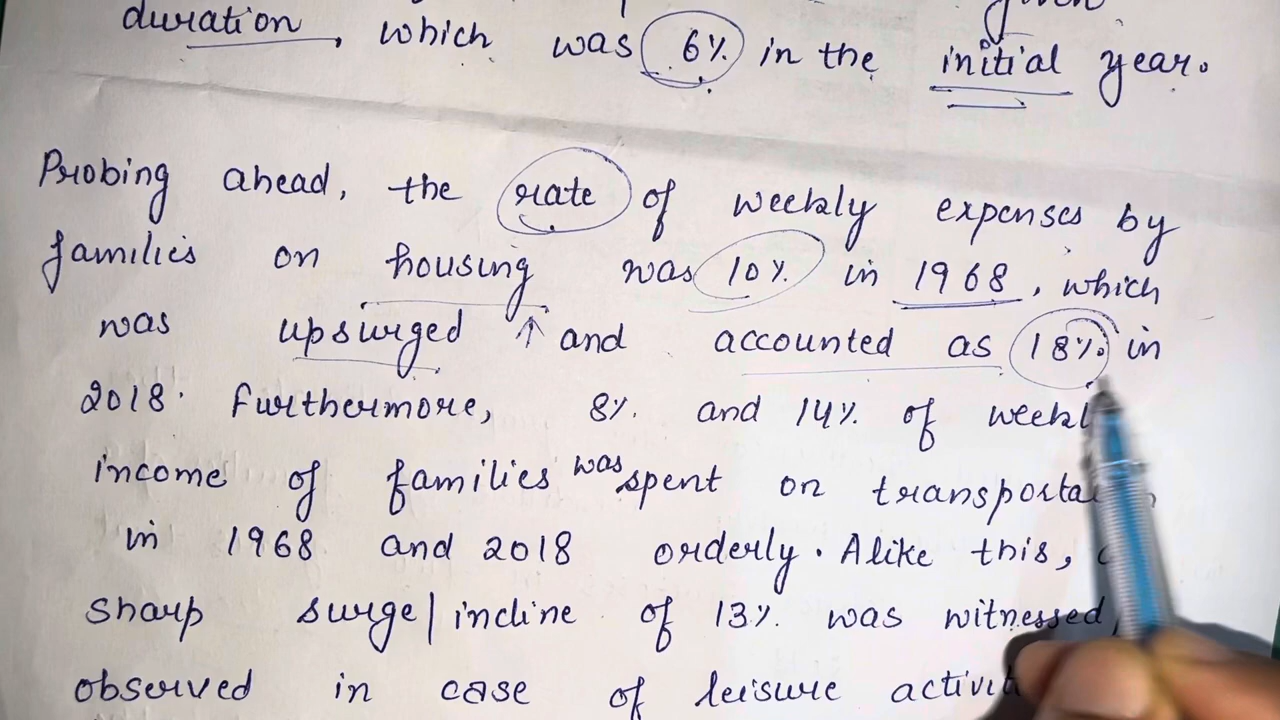 duration, which was 6% in the initial year.
Probing ahead, the rate of weekly expenses by
families on housing was 10% in 1968, which
was upsurged ↑ and accounted as 18% in
2018. Furthermore, 8% and 14% of
income of families was spent on
in 1968 and 2018 orderly. Alike this,
sharp surge/incline of 13% was witnessed,
observed in case of leisure